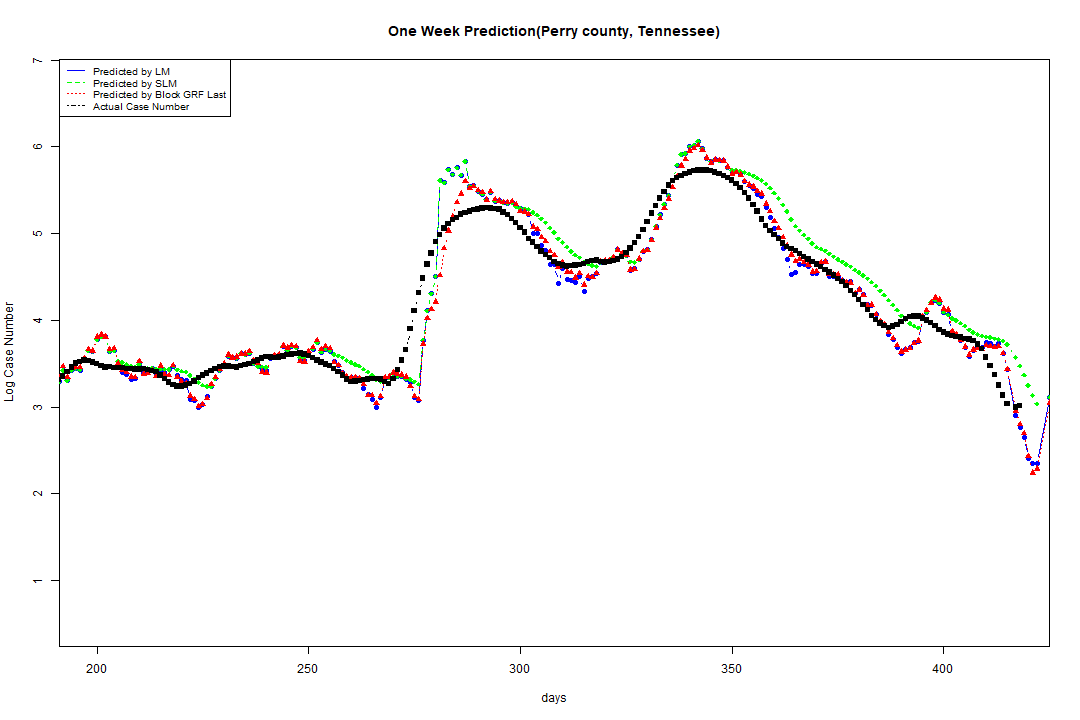 One Week Prediction(Perry county, Tennessee)
Predicted by LM
Predicted by SLM
Predicted by Block GRF Last
Actual Case Number
7
6
5
4
3
2
1
Log Case Number
200 250 300 350 400
days